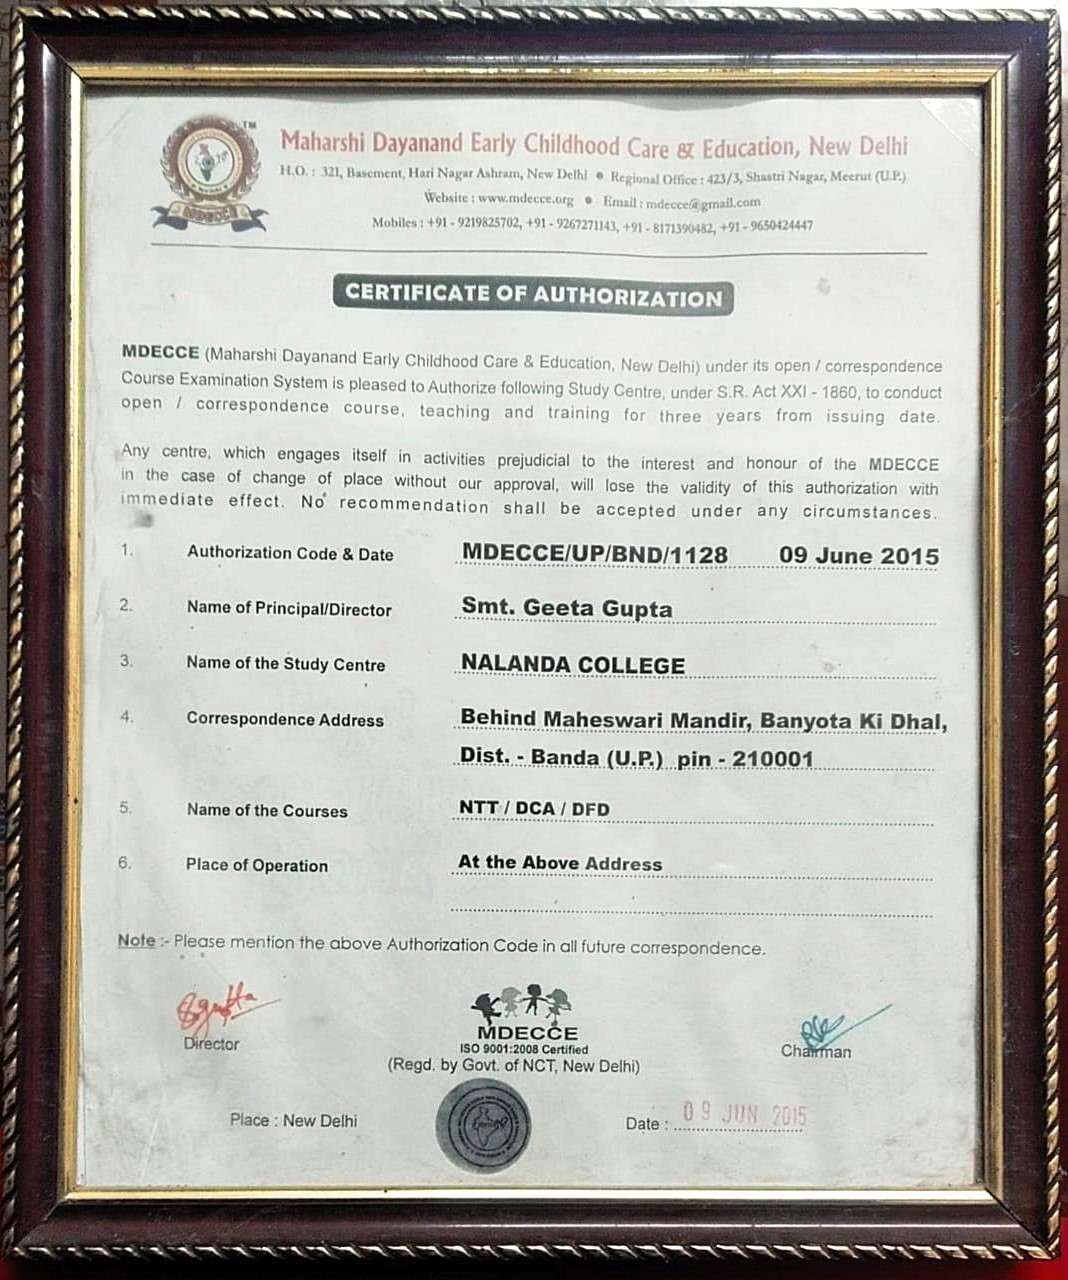 TM
MDECCE
Maharshi Dayanand Early Childhood Care & Education, New Delhi
H.O. : 321, Basement, Hari Nagar Ashram, New Delhi ● Regional Office : 423/3, Shastri Nagar, Meerut (U.P.)
Website : www.mdecce.org ● Email : mdecce@gmail.com
Mobiles : +91 - 9219825702, +91 - 9267271143, +91 - 8171390482, +91 - 9650424447
CERTIFICATE OF AUTHORIZATION
MDECCE (Maharshi Dayanand Early Childhood Care & Education, New Delhi) under its open / correspondence
Course Examination System is pleased to Authorize following Study Centre, under S.R. Act XXI - 1860, to conduct
open / correspondence course, teaching and training for three years from issuing date.
Any centre, which engages itself in activities prejudicial to the interest and honour of the MDECCE
in the case of change of place without our approval, will lose the validity of this authorization with
immediate effect. No recommendation shall be accepted under any circumstances.
1. Authorization Code & Date MDECCE/UP/BND/1128 09 June 2015
2. Name of Principal/Director Smt. Geeta Gupta
3. Name of the Study Centre NALANDA COLLEGE
4. Correspondence Address Behind Maheswari Mandir, Banyota Ki Dhal,
Dist. - Banda (U.P.) pin - 210001
5. Name of the Courses NTT / DCA / DFD
6. Place of Operation At the Above Address
Note :- Please mention the above Authorization Code in all future correspondence.
Director
MDECCE
ISO 9001:2008 Certified
(Regd. by Govt. of NCT, New Delhi)
Chairman
Place : New Delhi
Date : 09 JUN 2015